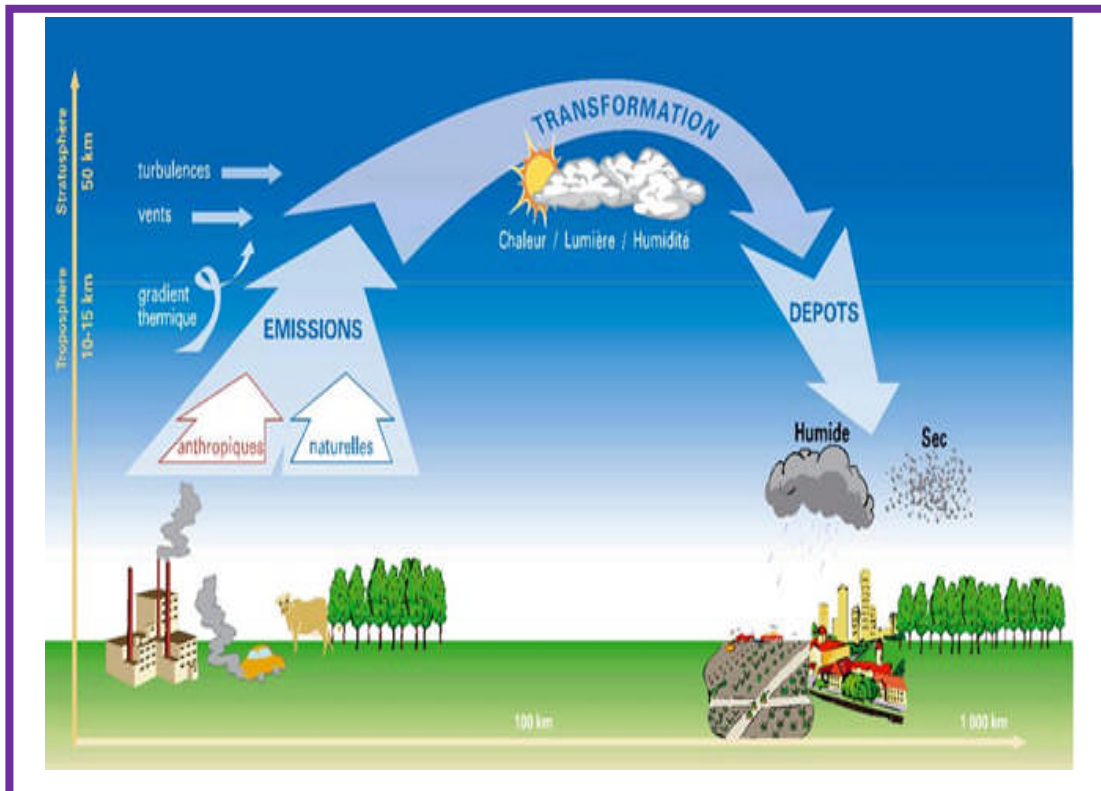 Stratosphère
50 km
Troposphère
10-15 km
turbulences
vents
gradient
thermique
EMISSIONS
anthropiques
naturelles
TRANSFORMATION
Chaleur / Lumière / Humidité
DEPOTS
Humide
Sec
100 km
1 000 km